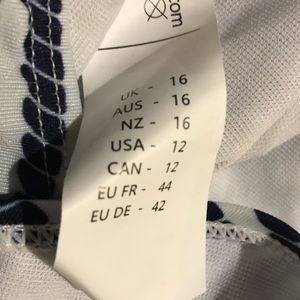 .com
UK - 16
AUS - 16
NZ - 16
USA - 12
CAN - 12
EU FR - 44
EU DE - 42